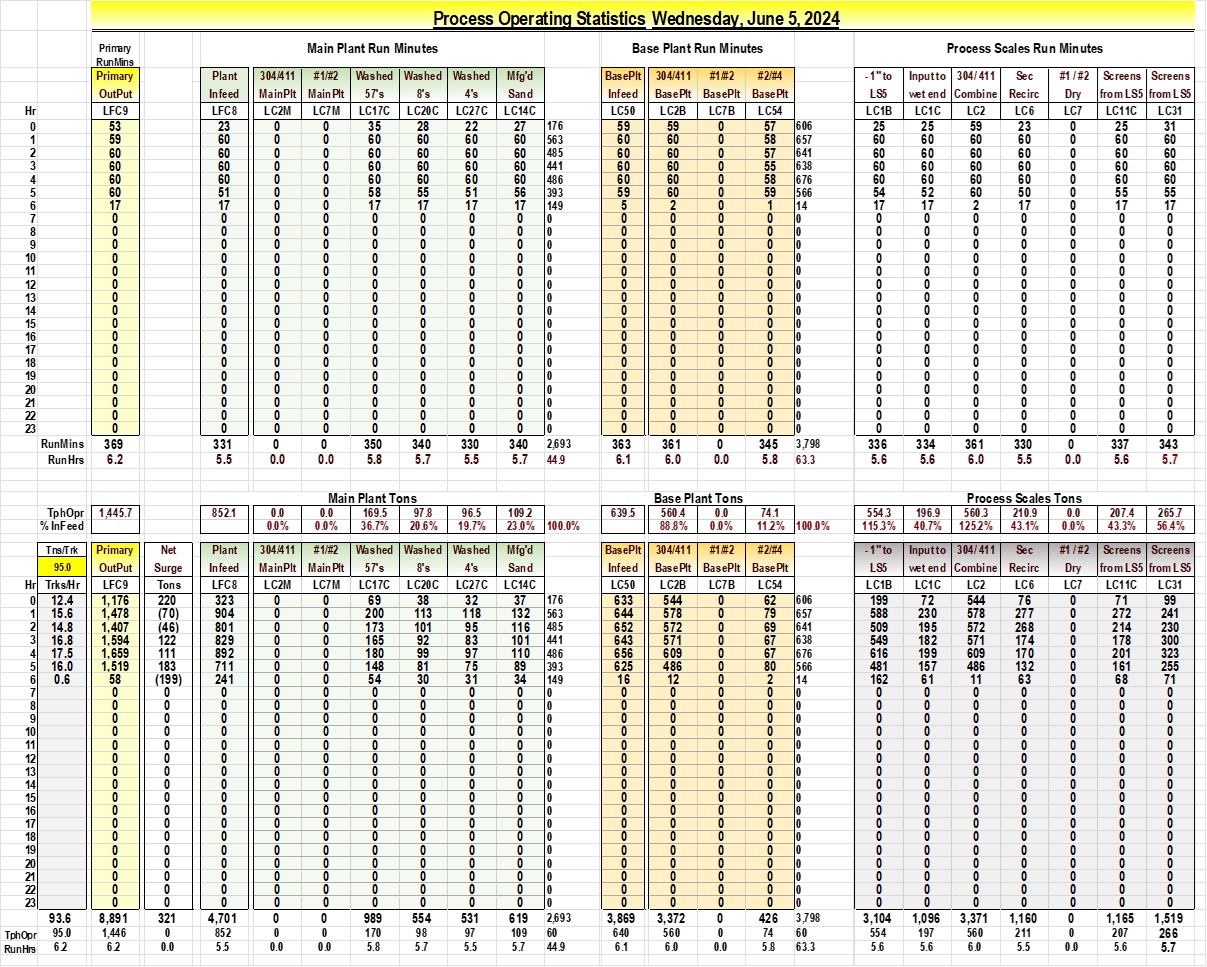 Process Operating Statistics Wednesday, June 5, 2024
Primary Main Plant Run Minutes Base Plant Run Minutes Process Scales Run Minutes
RunMins
Primary Plant 304/411 #1/#2 Washed Washed Washed Mfg'd BasePlt 304/411 #1/#2 #2/#4 -1" to Input to 304/ 411 Sec #1 / #2 Screens Screens
OutPut Infeed MainPlt Main Plt 57's 8's 4's Sand Infeed BasePlt BasePlt BasePlt LS5 wet end Combine Recirc Dry from LS5 from LS5
Hr LFC9 LFC8 LC2M LC7M LC17C LC20C LC27C LC14C LC50 LC2B LC7B LC54 LC1B LC1C LC2 LC6 LC7 LC11C LC31
0 53 23 0 0 35 28 22 27 176 59 59 0 57 606 25 25 59 23 0 25 31
1 59 60 0 0 60 60 60 60 563 60 60 0 58 657 60 60 60 60 0 60 60
2 60 60 0 0 60 60 60 60 485 60 60 0 57 641 60 60 60 60 0 60 60
3 60 60 0 0 60 60 60 60 441 60 60 0 55 638 60 60 60 60 0 60 60
4 60 60 0 0 60 60 60 60 486 60 60 0 58 676 60 60 60 60 0 60 60
5 60 51 0 0 58 55 51 56 393 59 60 0 59 566 54 52 60 50 0 55 55
6 17 17 0 0 17 17 17 17 149 5 2 0 1 14 17 17 2 17 0 17 17
7 0 0 0 0 0 0 0 0 0 0 0 0 0 0 0 0 0 0 0 0 0
8 0 0 0 0 0 0 0 0 0 0 0 0 0 0 0 0 0 0 0 0 0
9 0 0 0 0 0 0 0 0 0 0 0 0 0 0 0 0 0 0 0 0 0
10 0 0 0 0 0 0 0 0 0 0 0 0 0 0 0 0 0 0 0 0 0
11 0 0 0 0 0 0 0 0 0 0 0 0 0 0 0 0 0 0 0 0 0
12 0 0 0 0 0 0 0 0 0 0 0 0 0 0 0 0 0 0 0 0 0
13 0 0 0 0 0 0 0 0 0 0 0 0 0 0 0 0 0 0 0 0 0
14 0 0 0 0 0 0 0 0 0 0 0 0 0 0 0 0 0 0 0 0 0
15 0 0 0 0 0 0 0 0 0 0 0 0 0 0 0 0 0 0 0 0 0
16 0 0 0 0 0 0 0 0 0 0 0 0 0 0 0 0 0 0 0 0 0
17 0 0 0 0 0 0 0 0 0 0 0 0 0 0 0 0 0 0 0 0 0
18 0 0 0 0 0 0 0 0 0 0 0 0 0 0 0 0 0 0 0 0 0
19 0 0 0 0 0 0 0 0 0 0 0 0 0 0 0 0 0 0 0 0 0
20 0 0 0 0 0 0 0 0 0 0 0 0 0 0 0 0 0 0 0 0 0
21 0 0 0 0 0 0 0 0 0 0 0 0 0 0 0 0 0 0 0 0 0
22 0 0 0 0 0 0 0 0 0 0 0 0 0 0 0 0 0 0 0 0 0
23 0 0 0 0 0 0 0 0 0 0 0 0 0 0 0 0 0 0 0 0 0
RunMins 369 331 0 0 350 340 330 340 2,693 363 361 0 345 3,798 336 334 361 330 0 337 343
RunHrs 6.2 5.5 0.0 0.0 5.8 5.7 5.5 5.7 44.9 6.1 6.0 0.0 5.8 63.3 5.6 5.6 6.0 5.5 0.0 5.6 5.7
Main Plant Tons Base Plant Tons Process Scales Tons
TphOpr 1,445.7 852.1 0.0 0.0 169.5 97.8 96.5 109.2 639.5 560.4 0.0 74.1 554.3 196.9 560.3 210.9 0.0 207.4 265.7
% InFeed 0.0% 0.0% 36.7% 20.6% 19.7% 23.0% 100.0% 88.8% 0.0% 11.2% 100.0% 115.3% 40.7% 125.2% 43.1% 0.0% 43.3% 56.4%
Tns/Trk Primary Net Plant 304/411 #1/#2 Washed Washed Washed Mfg'd BasePlt 304/411 #1/#2 #2/#4 -1" to Input to 304/ 411 Sec #1 / #2 Screens Screens
95.0 OutPut Surge Infeed MainPlt Main Plt 57's 8's 4's Sand Infeed BasePlt BasePlt BasePlt LS5 wet end Combine Recirc Dry from LS5 from LS5
Hr Trks/Hr LFC9 Tons LFC8 LC2M LC7M LC17C LC20C LC27C LC14C LC50 LC2B LC7B LC54 LC1B LC1C LC2 LC6 LC7 LC11C LC31
0 12.4 1,176 220 323 0 0 69 38 32 37 176 633 544 0 62 606 199 72 544 76 0 71 99
1 15.6 1,478 (70) 904 0 0 200 113 118 132 563 644 578 0 79 657 588 230 578 277 0 272 241
2 14.8 1,407 (46) 801 0 0 173 101 95 116 485 652 572 0 69 641 509 195 572 268 0 214 230
3 16.8 1,594 122 829 0 0 165 92 83 101 441 643 571 0 67 638 549 182 571 174 0 178 300
4 17.5 1,659 111 892 0 0 180 99 97 110 486 656 609 0 67 676 616 199 609 170 0 201 323
5 16.0 1,519 183 711 0 0 148 81 75 89 393 625 486 0 80 566 481 157 486 132 0 161 255
6 0.6 58 (199) 241 0 0 54 30 31 34 149 16 12 0 2 14 162 61 11 63 0 68 71
7 0 0 0 0 0 0 0 0 0 0 0 0 0 0 0 0 0 0 0 0 0 0
8 0 0 0 0 0 0 0 0 0 0 0 0 0 0 0 0 0 0 0 0 0 0
9 0 0 0 0 0 0 0 0 0 0 0 0 0 0 0 0 0 0 0 0 0 0
10 0 0 0 0 0 0 0 0 0 0 0 0 0 0 0 0 0 0 0 0 0 0
11 0 0 0 0 0 0 0 0 0 0 0 0 0 0 0 0 0 0 0 0 0 0
12 0 0 0 0 0 0 0 0 0 0 0 0 0 0 0 0 0 0 0 0 0 0
13 0 0 0 0 0 0 0 0 0 0 0 0 0 0 0 0 0 0 0 0 0 0
14 0 0 0 0 0 0 0 0 0 0 0 0 0 0 0 0 0 0 0 0 0 0
15 0 0 0 0 0 0 0 0 0 0 0 0 0 0 0 0 0 0 0 0 0 0
16 0 0 0 0 0 0 0 0 0 0 0 0 0 0 0 0 0 0 0 0 0 0
17 0 0 0 0 0 0 0 0 0 0 0 0 0 0 0 0 0 0 0 0 0 0
18 0 0 0 0 0 0 0 0 0 0 0 0 0 0 0 0 0 0 0 0 0 0
19 0 0 0 0 0 0 0 0 0 0 0 0 0 0 0 0 0 0 0 0 0 0
20 0 0 0 0 0 0 0 0 0 0 0 0 0 0 0 0 0 0 0 0 0 0
21 0 0 0 0 0 0 0 0 0 0 0 0 0 0 0 0 0 0 0 0 0 0
22 0 0 0 0 0 0 0 0 0 0 0 0 0 0 0 0 0 0 0 0 0 0
23 0 0 0 0 0 0 0 0 0 0 0 0 0 0 0 0 0 0 0 0 0 0
93.6 8,891 321 4,701 0 0 989 554 531 619 2,693 3,869 3,372 0 426 3,798 3,104 1,096 3,371 1,160 0 1,165 1,519
TphOpr 95.0 1,446 0 852 0 0 170 98 97 109 60 640 560 0 74 60 554 197 560 211 0 207 266
RunHrs 6.2 6.2 0.0 5.5 0.0 0.0 5.8 5.7 5.5 5.7 44.9 6.1 6.0 0.0 5.8 63.3 5.6 5.6 6.0 5.5 0.0 5.6 5.7